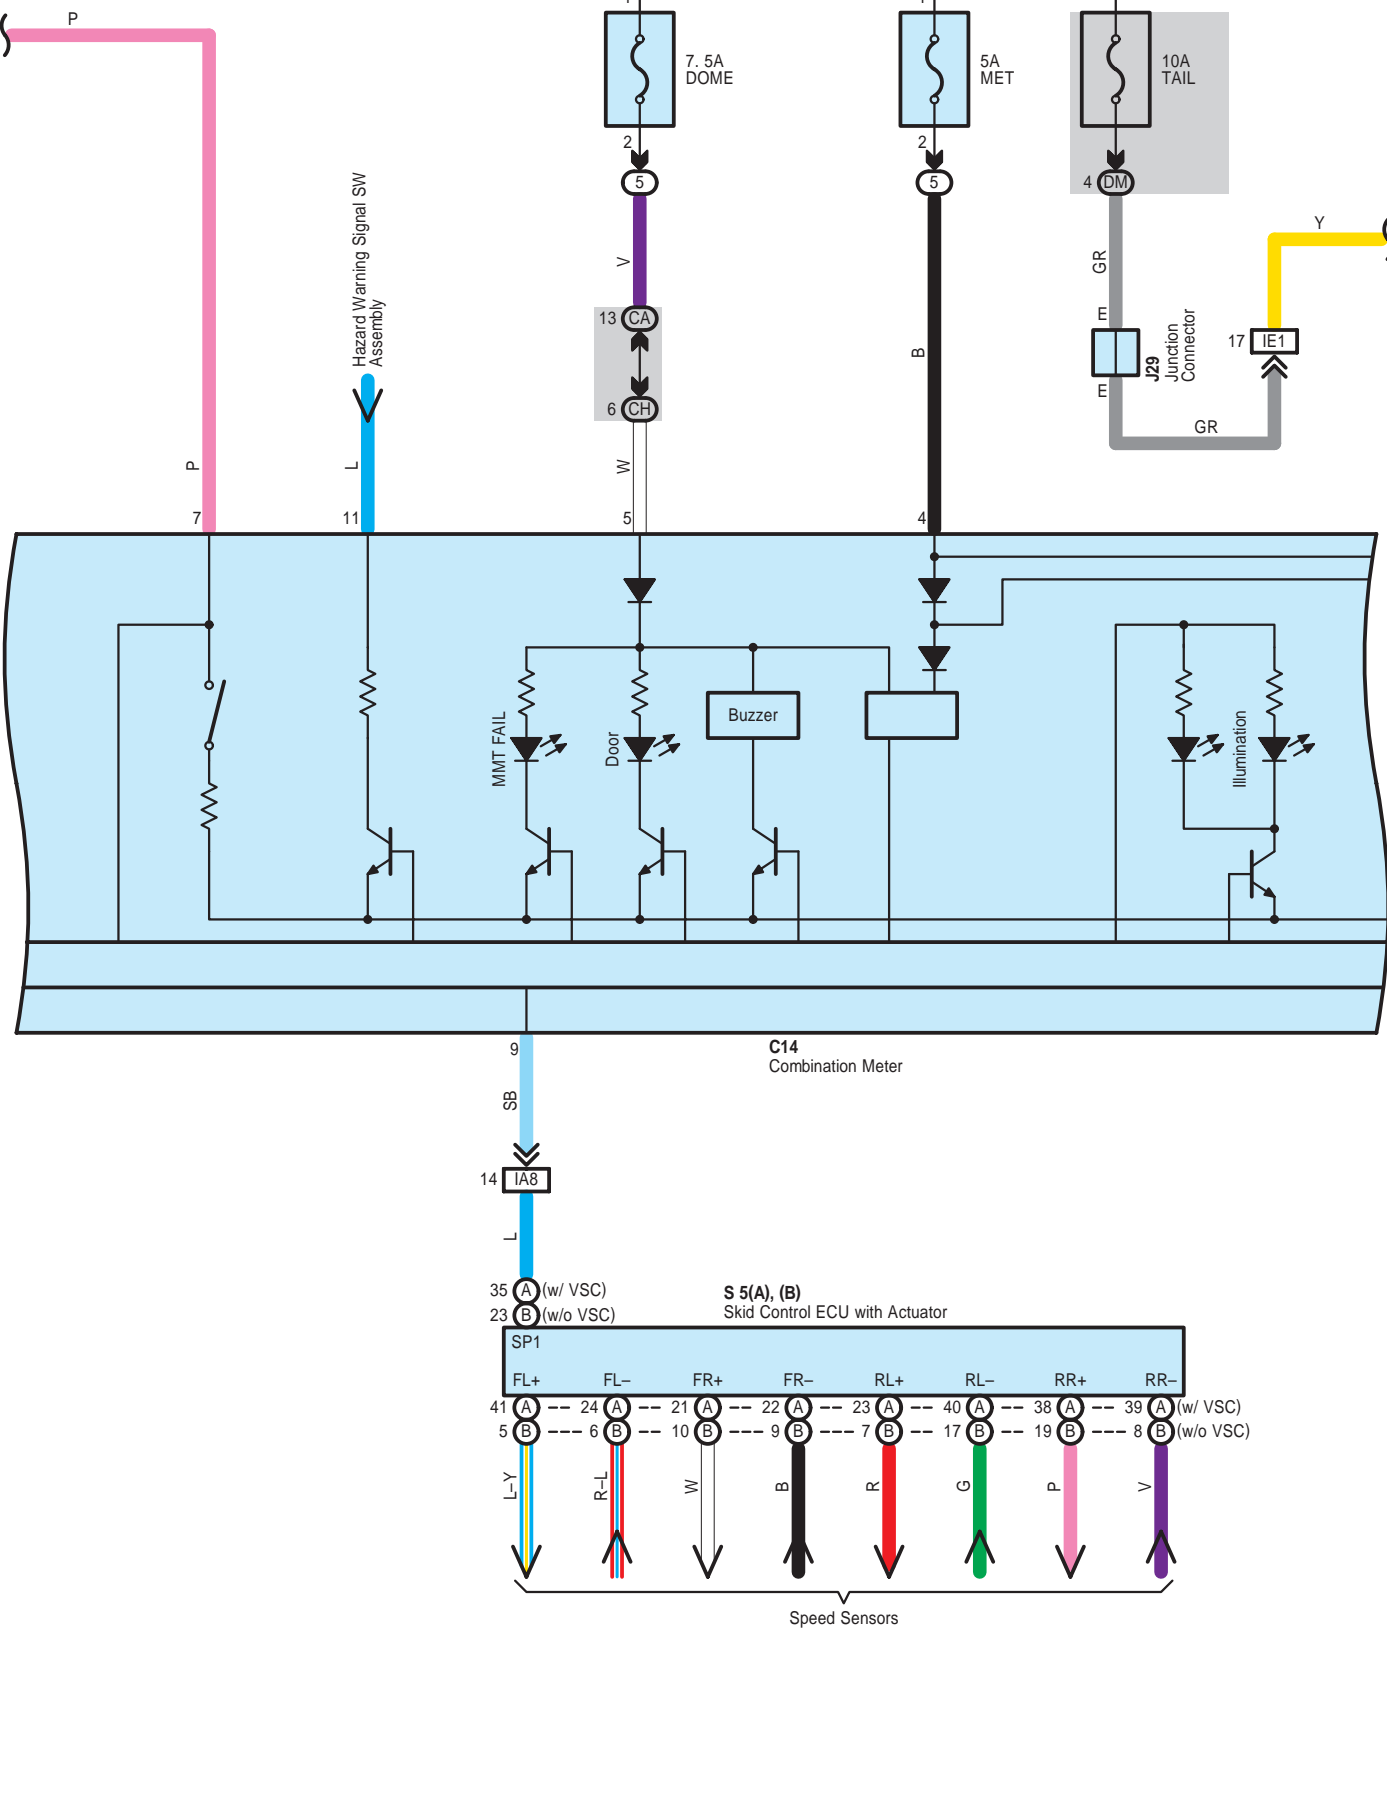 P
7. 5A
DOME
5A
MET
10A
TAIL
2
2
5
5
4 DM
Hazard Warning Signal SW
Assembly
V
GR
Y
13 CA
E
17 IE1
J29
Junction
Connector
B
E
6 CH
GR
P
L
W
7
11
5
4
MMT FAIL
Door
Buzzer
Illumination
9
C14
Combination Meter
SB
14 IA8
L
35 A (w/ VSC)
23 B (w/o VSC)
S 5(A), (B)
Skid Control ECU with Actuator
SP1
FL+ FL– FR+ FR– RL+ RL– RR+ RR–
41 A 24 A 21 A 22 A 23 A 40 A 38 A 39 A (w/ VSC)
5 B 6 B 10 B 9 B 7 B 17 B 19 B 8 B (w/o VSC)
L–Y R–L W B R G P V
Speed Sensors